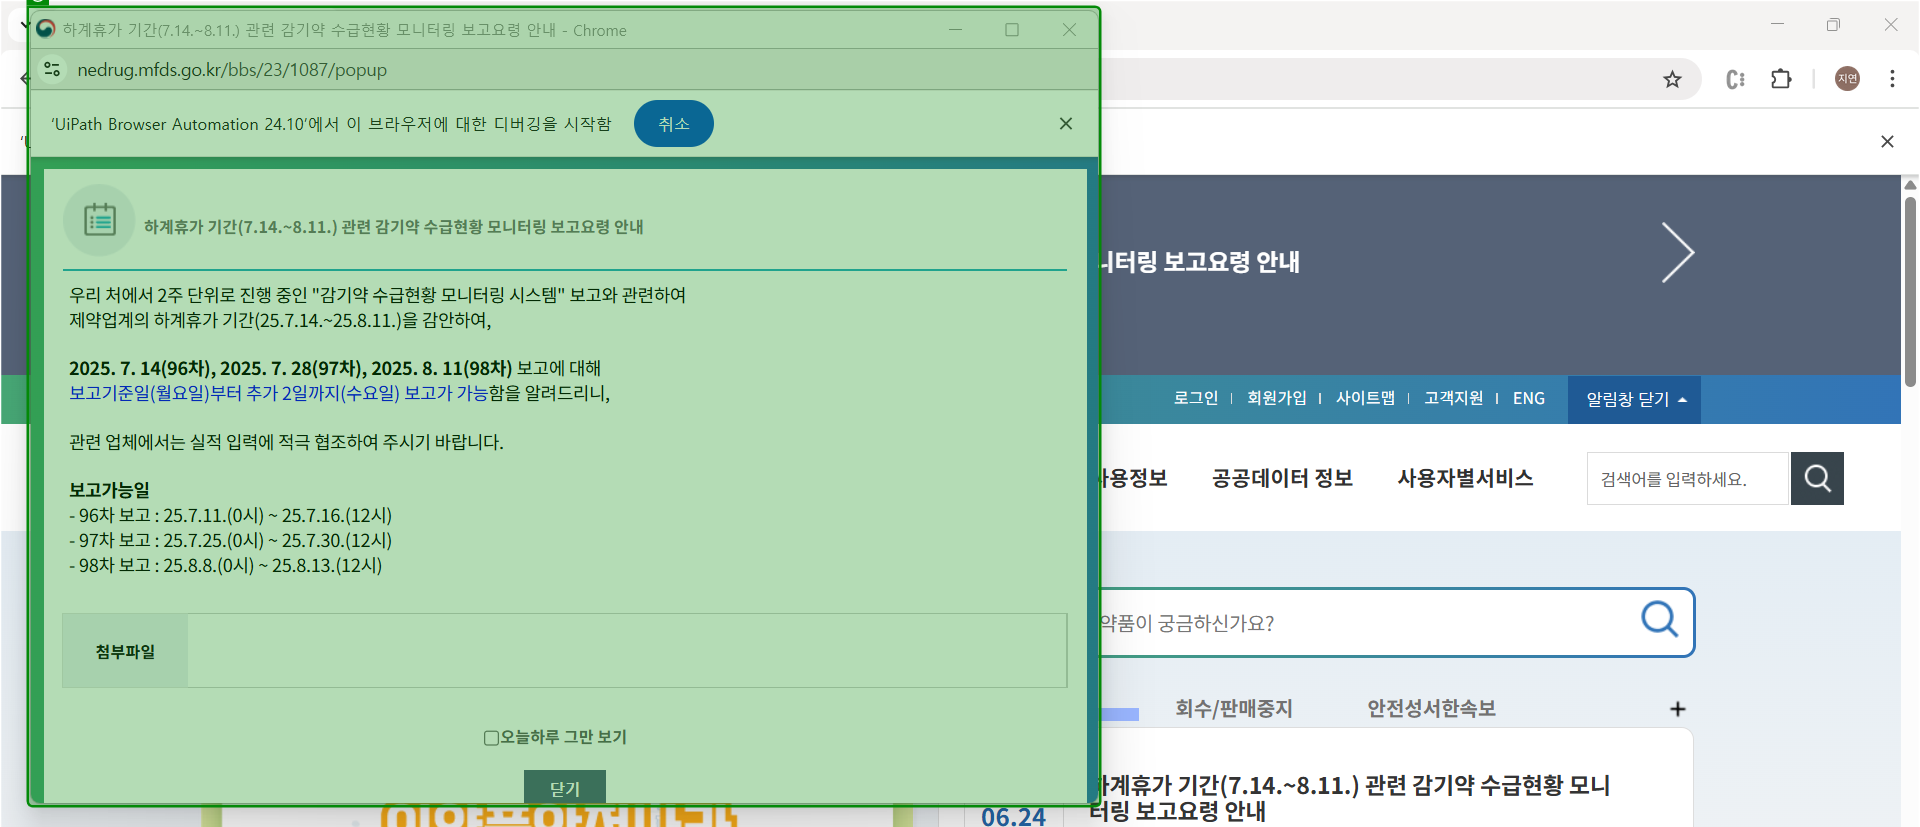 하계휴가 기간(7.14.~8.11.) 관련 감기약 수급현황 모니터링 보고요령 안내 - Chrome
nedrug.mfds.go.kr/bbs/23/1087/popup
지연
'UiPath Browser Automation 24.10'에서 이 브라우저에 대한 디버깅을 시작함
취소
하계휴가 기간(7.14.~8.11.) 관련 감기약 수급현황 모니터링 보고요령 안내
우리 처에서 2주 단위로 진행 중인 "감기약 수급현황 모니터링 시스템" 보고와 관련하여
제약업계의 하계휴가 기간(25.7.14.~25.8.11.)을 감안하여,
2025. 7. 14(96차), 2025. 7. 28(97차), 2025. 8. 11(98차) 보고에 대해
보고기준일(월요일)부터 추가 2일까지(수요일) 보고가 가능함을 알려드리니,
관련 업체에서는 실적 입력에 적극 협조하여 주시기 바랍니다.
보고가능일
- 96차 보고 : 25.7.11.(0시) ~ 25.7.16.(12시)
- 97차 보고 : 25.7.25.(0시) ~ 25.7.30.(12시)
- 98차 보고 : 25.8.8.(0시) ~ 25.8.13.(12시)
첨부파일
오늘하루 그만 보기
닫기
니터링 보고요령 안내
로그인 회원가입 사이트맵 고객지원 ENG 알림창 닫기
사용정보 공공데이터 정보 사용자별서비스
검색어를 입력하세요.
약품이 궁금하신가요?
회수/판매중지 안전성서한속보 +
하계휴가 기간(7.14.~8.11.) 관련 감기약 수급현황 모니
터링 보고요령 안내
06.24